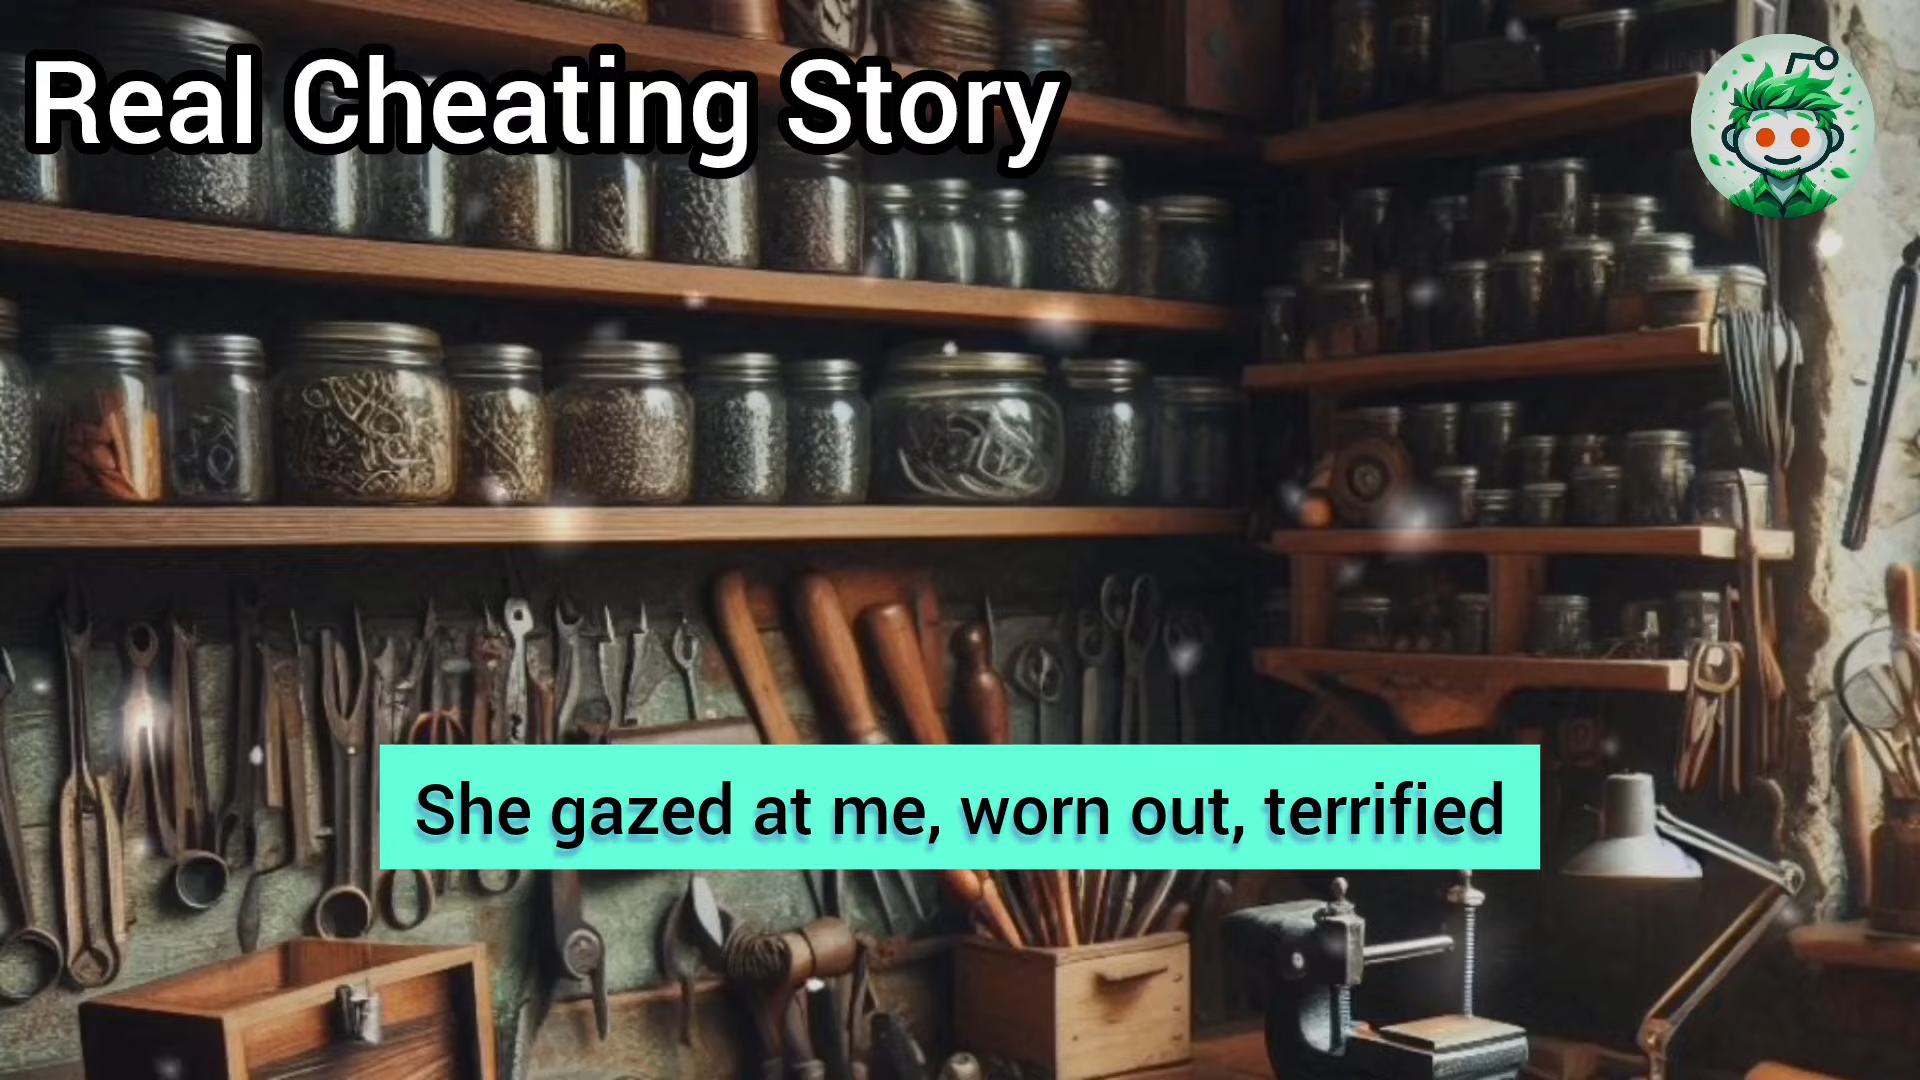 Real Cheating Story
She gazed at me, worn out, terrified